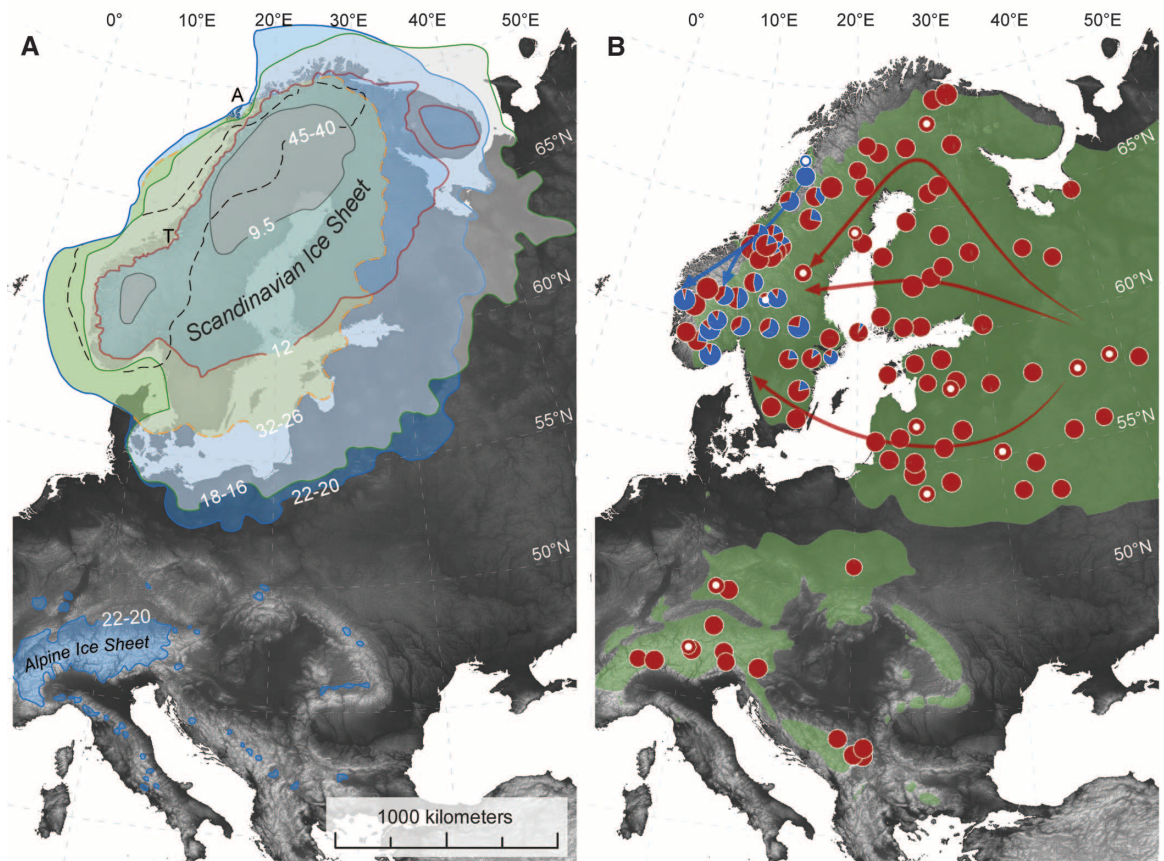 0° 10°E 20°E 30°E 40°E 50°E
A
A
45-40
65°N
9.5
T
Scandinavian Ice Sheet
60°N
12
32-26
55°N
18-16
22-20
50°N
22-20
Alpine Ice Sheet
1000 kilometers
0° 10°E 20°E 30°E 40°E 50°E
B
65°N
60°N
55°N
50°N